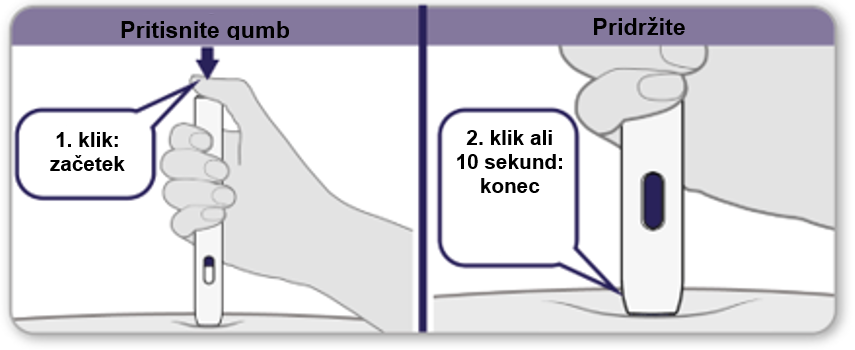 Pritisnite gumb
1. klik:
začetek
Pridržite
2. klik ali
10 sekund:
konec